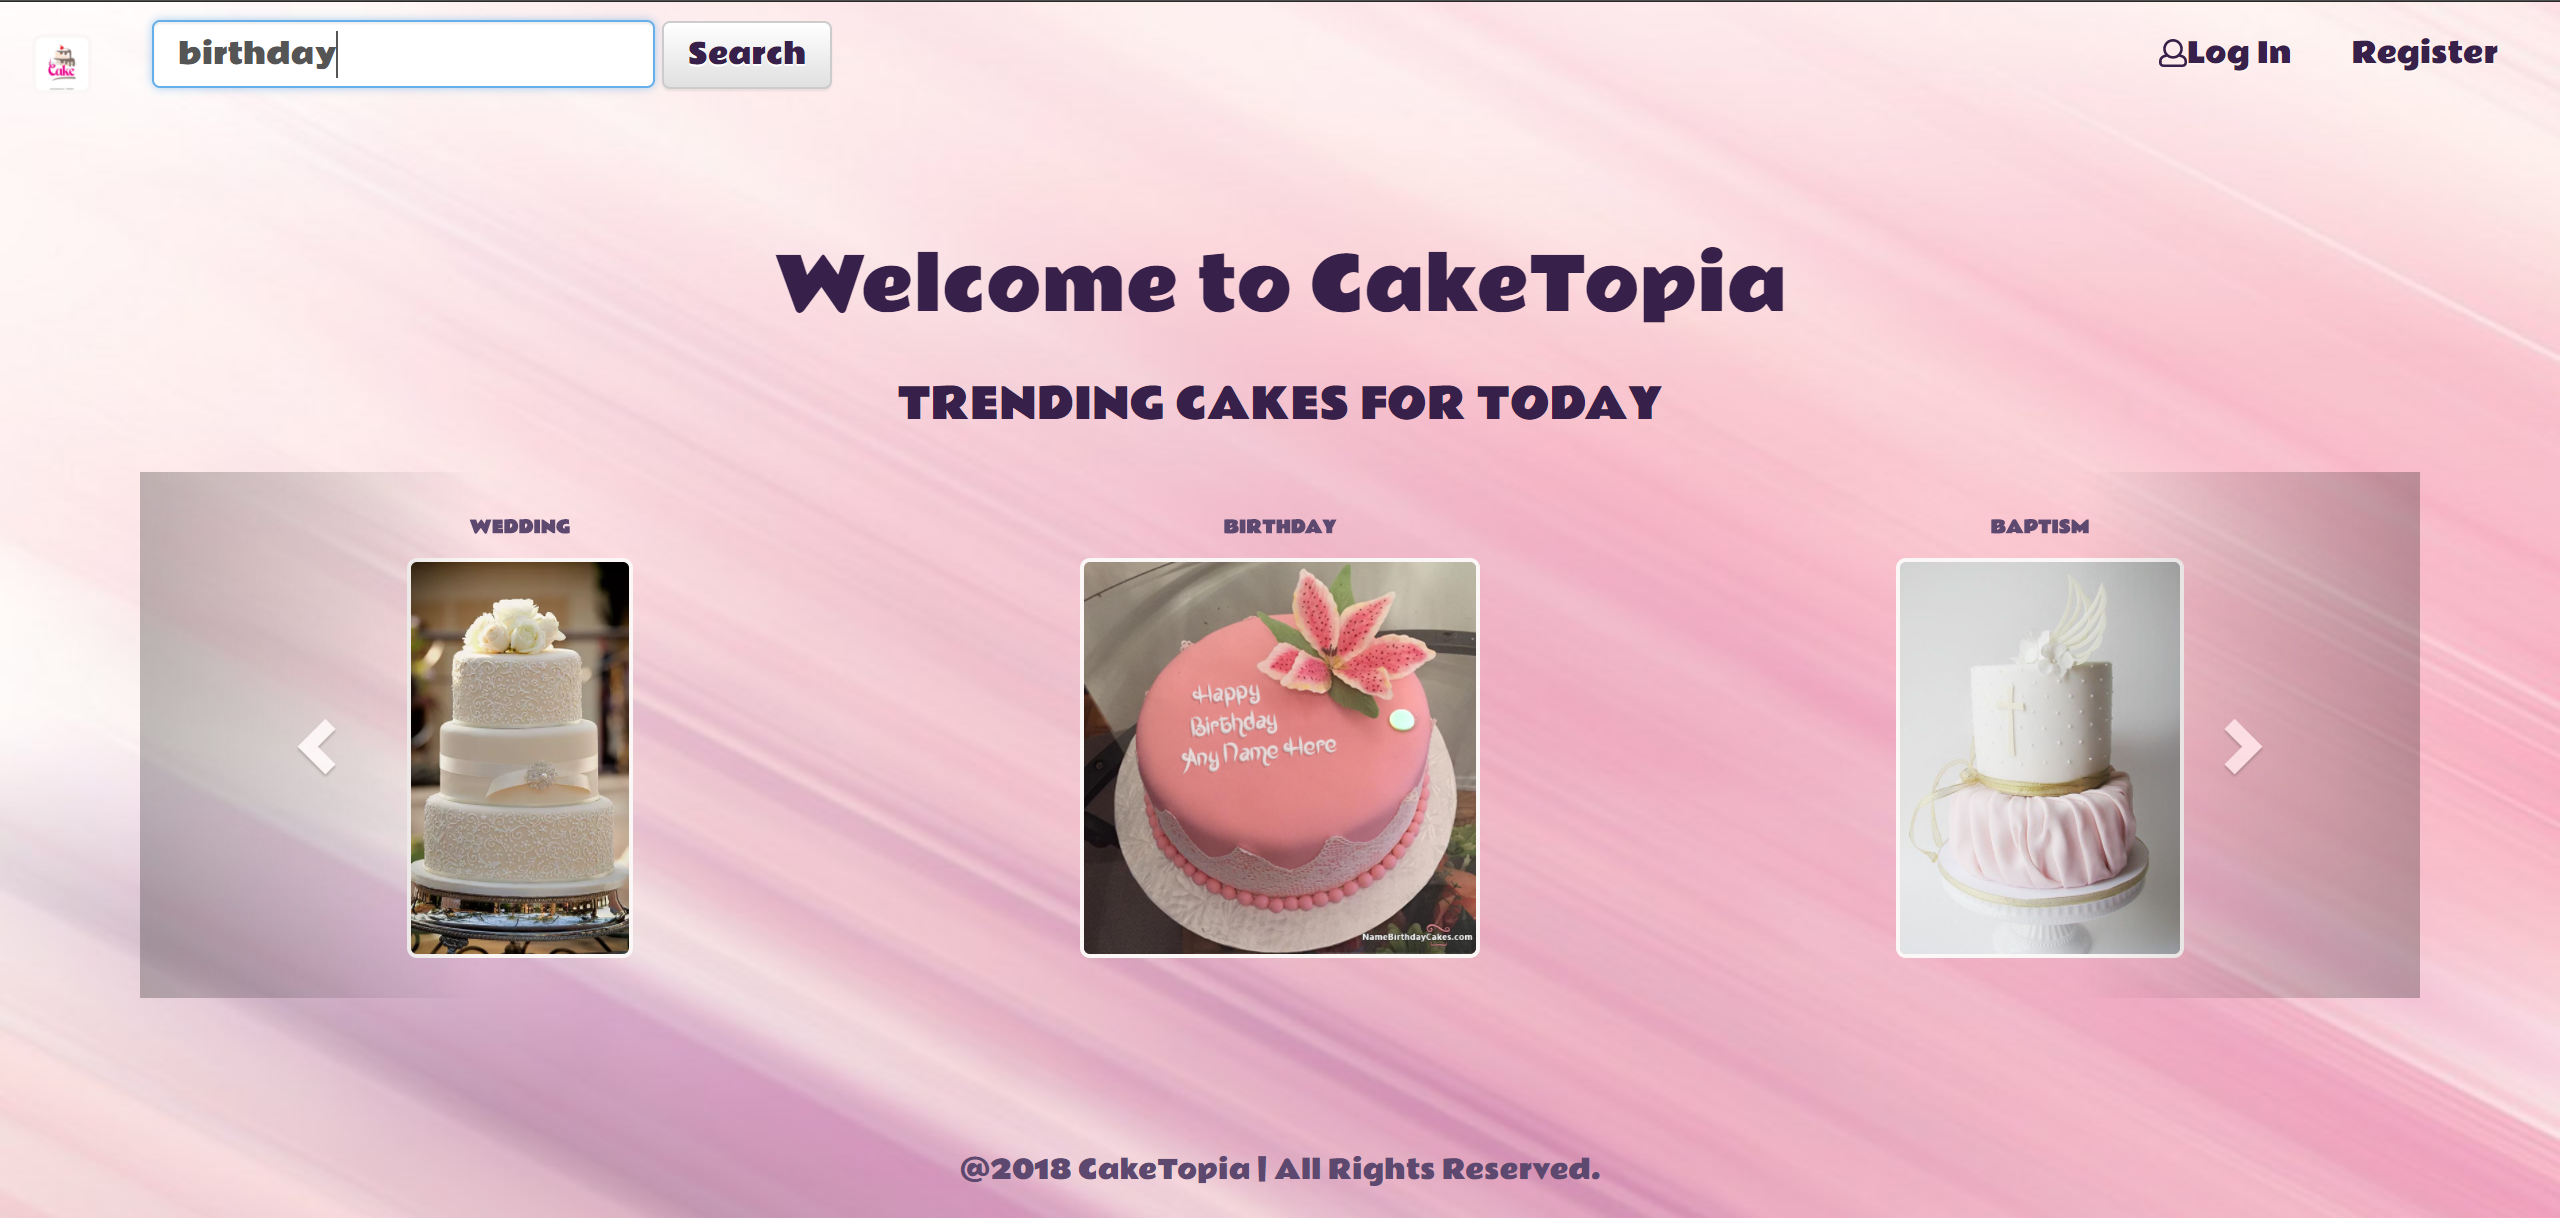 Cake
birthday
Search
Log In
Register
Welcome to CakeTopia
TRENDING CAKES FOR TODAY
WEDDING
BIRTHDAY
BAPTISM
Happy
Birthday
Any Name Here
NameBirthdayCakes.com
@2018 CakeTopia | All Rights Reserved.